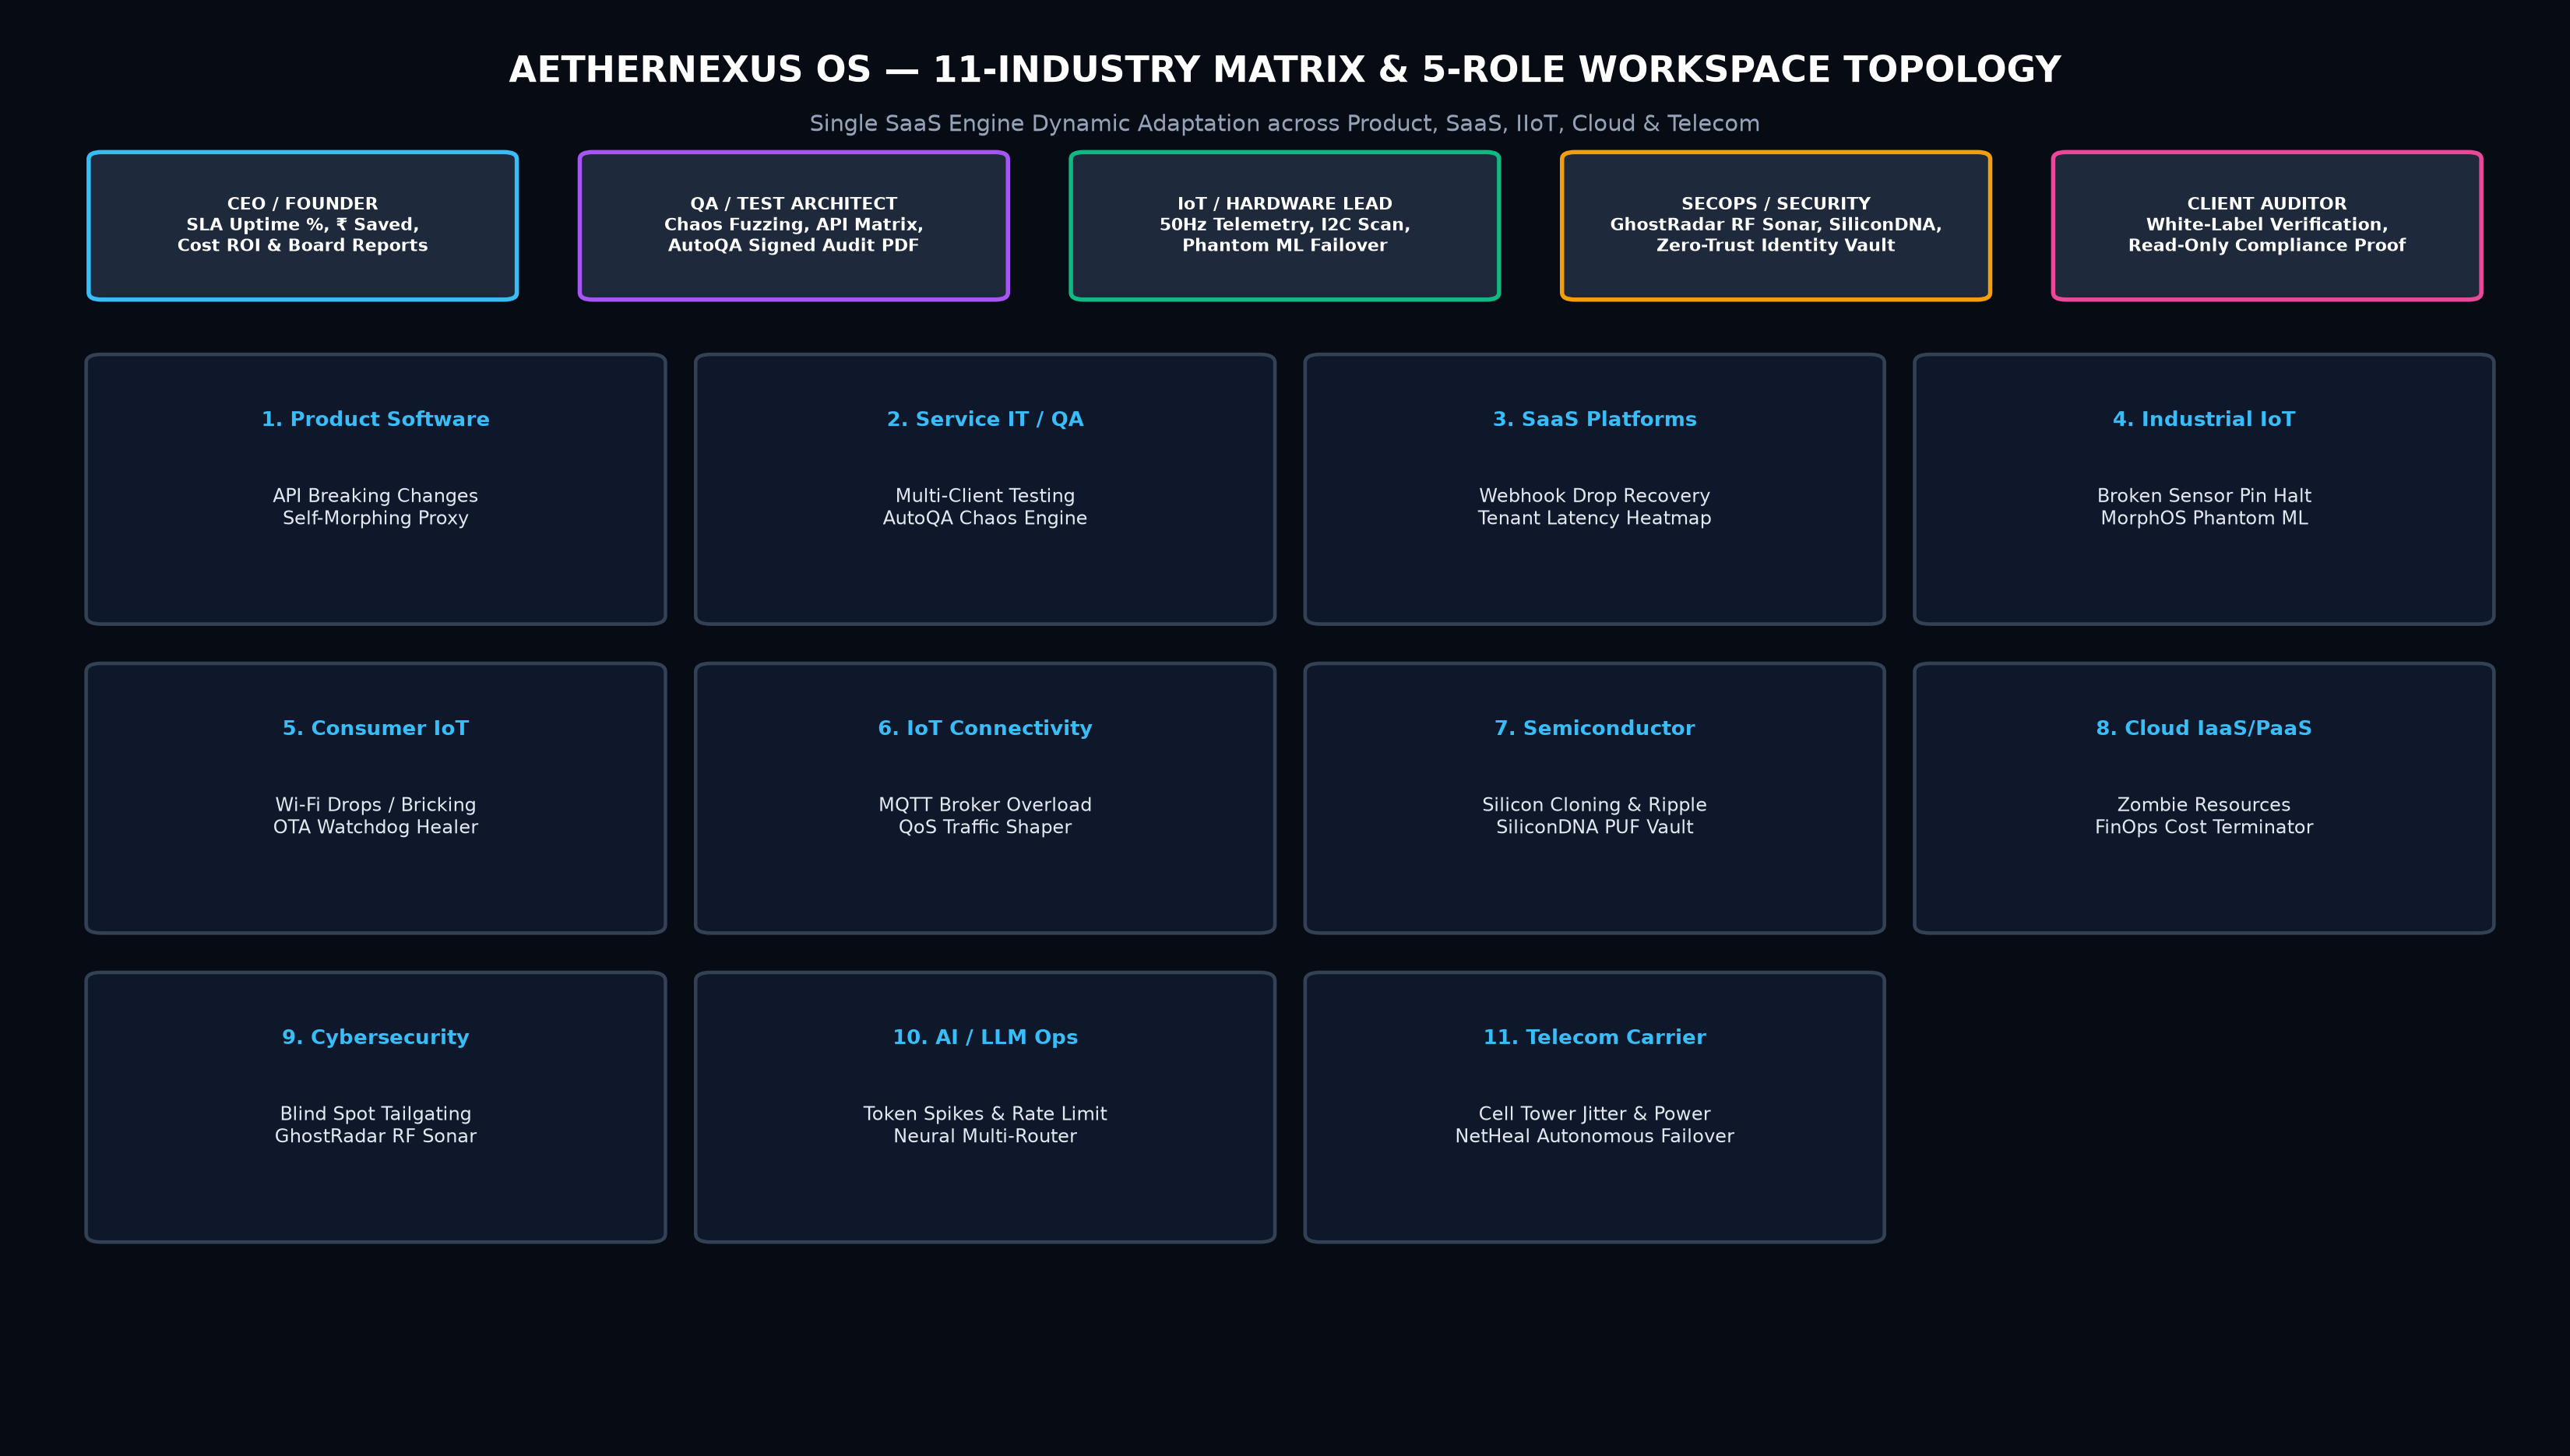 AETHERNEXUS OS — 11-INDUSTRY MATRIX & 5-ROLE WORKSPACE TOPOLOGY
Single SaaS Engine Dynamic Adaptation across Product, SaaS, IIoT, Cloud & Telecom
CEO / FOUNDER
SLA Uptime %, ₹ Saved,
Cost ROI & Board Reports
QA / TEST ARCHITECT
Chaos Fuzzing, API Matrix,
AutoQA Signed Audit PDF
IoT / HARDWARE LEAD
50Hz Telemetry, I2C Scan,
Phantom ML Failover
SECOPS / SECURITY
GhostRadar RF Sonar, SiliconDNA,
Zero-Trust Identity Vault
CLIENT AUDITOR
White-Label Verification,
Read-Only Compliance Proof
1. Product Software
API Breaking Changes
Self-Morphing Proxy
2. Service IT / QA
Multi-Client Testing
AutoQA Chaos Engine
3. SaaS Platforms
Webhook Drop Recovery
Tenant Latency Heatmap
4. Industrial IoT
Broken Sensor Pin Halt
MorphOS Phantom ML
5. Consumer IoT
Wi-Fi Drops / Bricking
OTA Watchdog Healer
6. IoT Connectivity
MQTT Broker Overload
QoS Traffic Shaper
7. Semiconductor
Silicon Cloning & Ripple
SiliconDNA PUF Vault
8. Cloud IaaS/PaaS
Zombie Resources
FinOps Cost Terminator
9. Cybersecurity
Blind Spot Tailgating
GhostRadar RF Sonar
10. AI / LLM Ops
Token Spikes & Rate Limit
Neural Multi-Router
11. Telecom Carrier
Cell Tower Jitter & Power
NetHeal Autonomous Failover